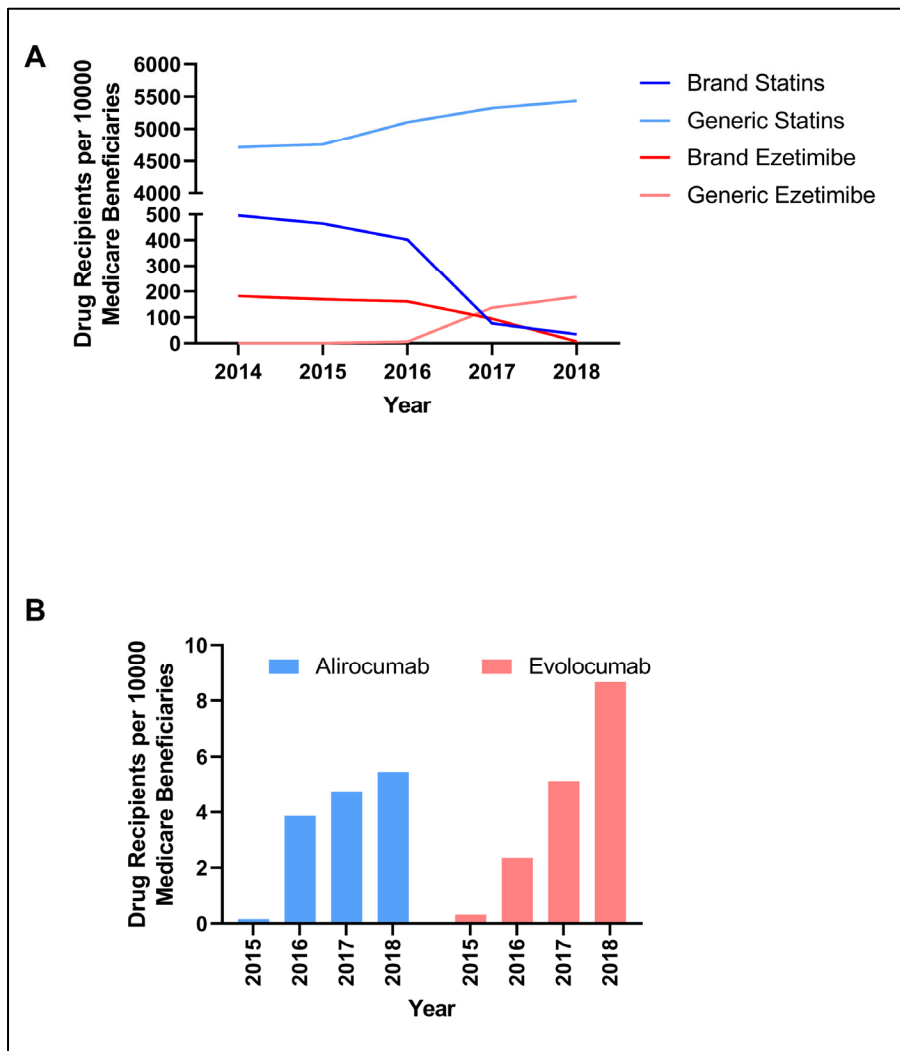 A
Drug Recipients per 10000
Medicare Beneficiaries
6000
5500
5000
4500
4000
500
400
300
200
100
0
2014 2015 2016 2017 2018
Year
Brand Statins
Generic Statins
Brand Ezetimibe
Generic Ezetimibe
B
Drug Recipients per 10000
Medicare Beneficiaries
10
8
6
4
2
0
Alirocumab Evolocumab
2015 2016 2017 2018 2015 2016 2017 2018
Year